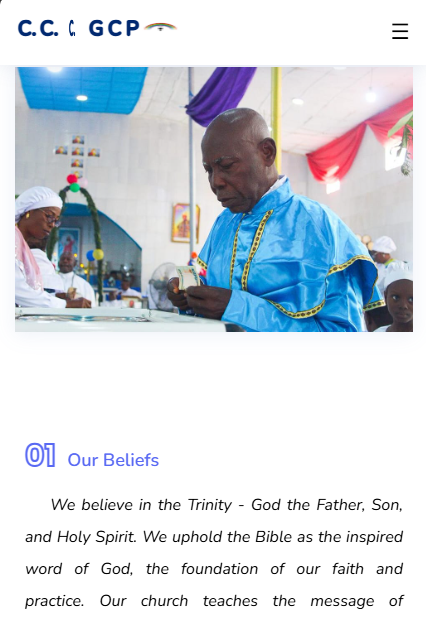 C.C.C GCP
01 Our Beliefs
We believe in the Trinity - God the Father, Son,
and Holy Spirit. We uphold the Bible as the inspired
word of God, the foundation of our faith and
practice. Our church teaches the message of